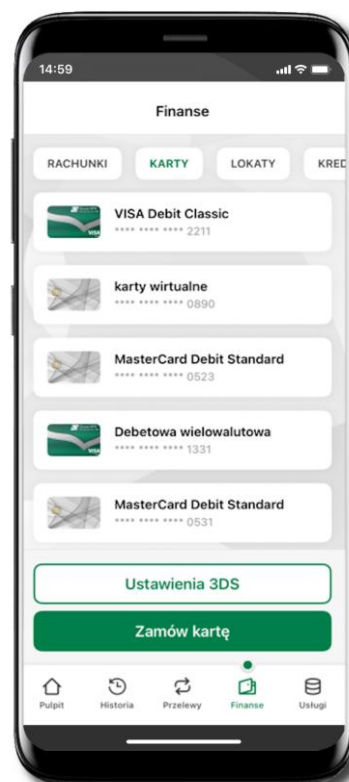 14:59
Finanse
RACHUNKI KARTY LOKATY KRED
VISA Debit Classic
**** **** **** 2211
karty wirtualne
**** **** **** 0890
MasterCard Debit Standard
**** **** **** 0523
Debetowa wielowalutowa
**** **** **** 1331
MasterCard Debit Standard
**** **** **** 0531
Ustawienia 3DS
Zamów kartę
Pulpit Historia Przelewy Finanse Usługi